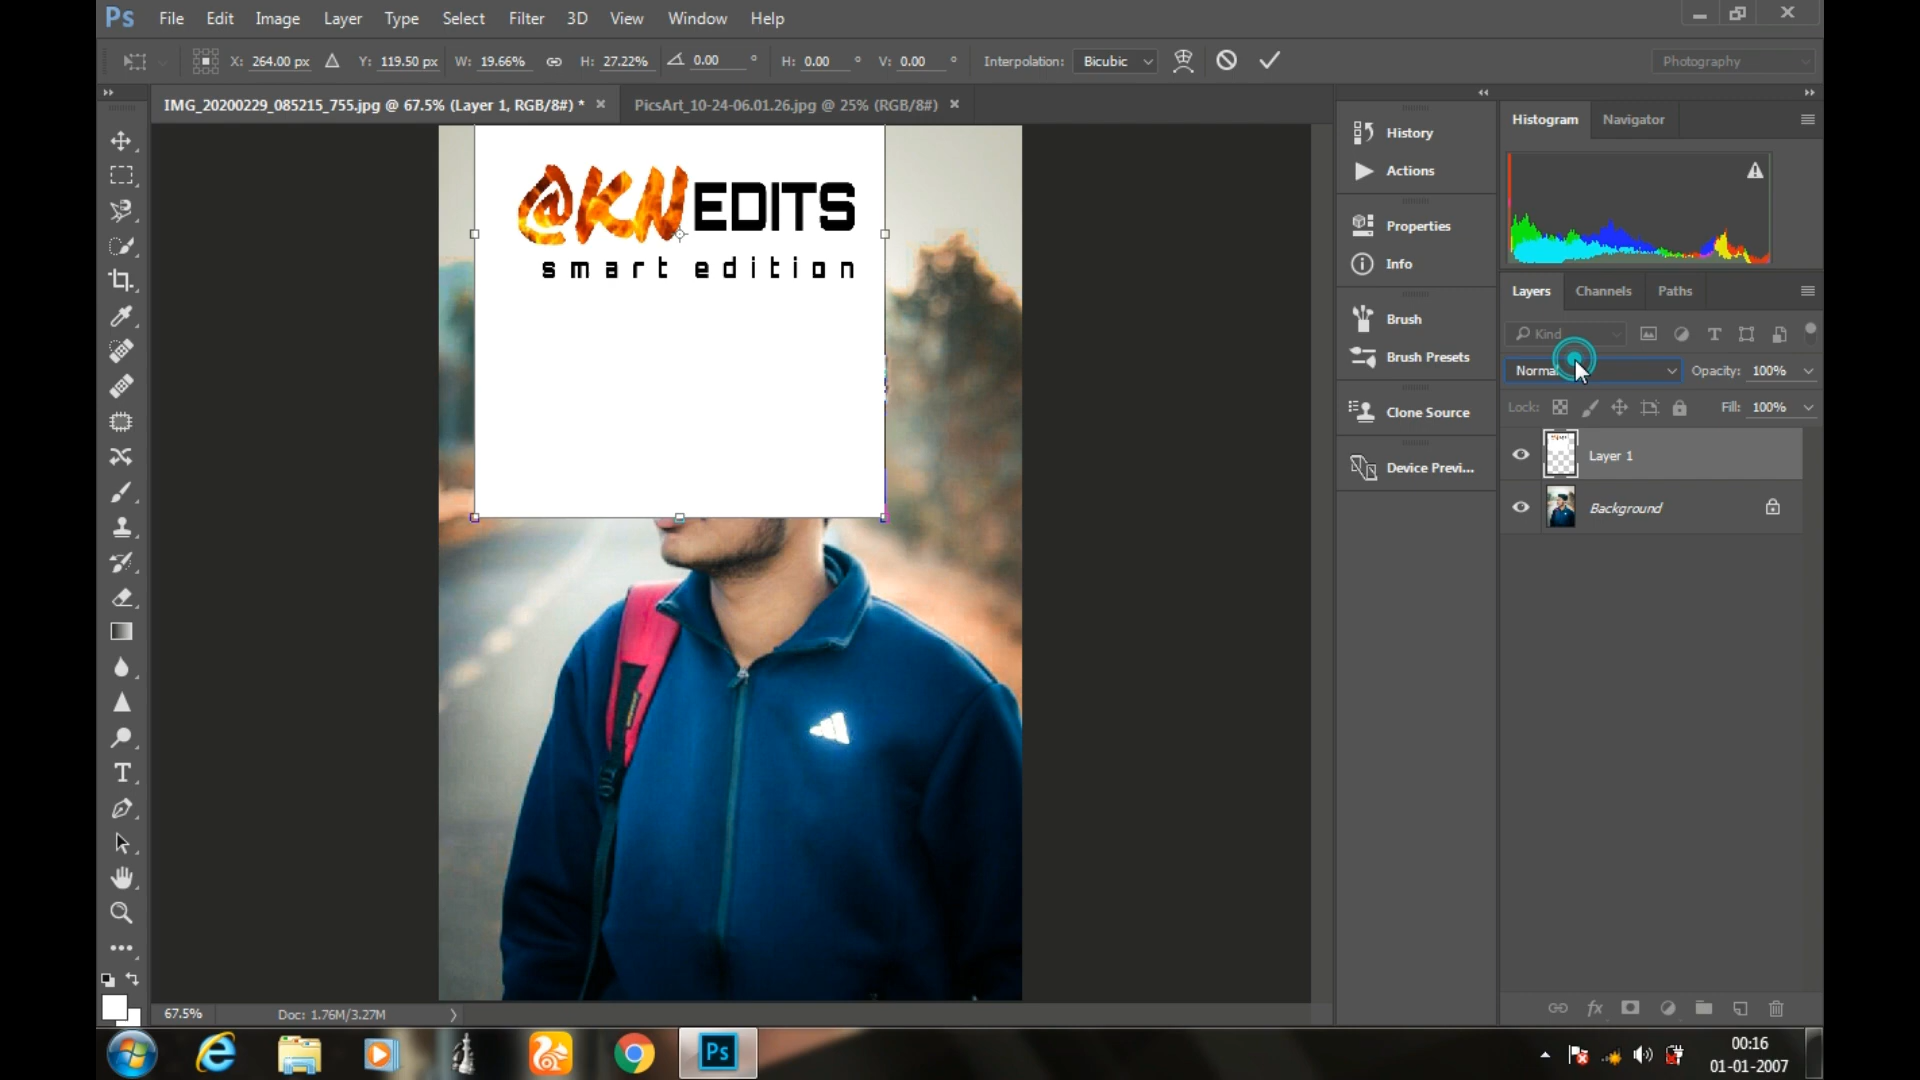 Ps File Edit Image Layer Type Select Filter 3D View Window Help
X: 264.00 px Y: 119.50 px W: 19.66% H: 27.22% 0.00 ° H: 0.00 ° V: 0.00 ° Interpolation: Bicubic Photography
IMG_20200229_085215_755.jpg @ 67.5% (Layer 1, RGB/8#) * × PicsArt_10-24-06.01.26.jpg @ 25% (RGB/8#) ×
@KN EDITS
smart edition
History
Actions
Properties
Info
Brush
Brush Presets
Clone Source
Device Previ...
Histogram Navigator
Layers Channels Paths
Kind
Normal Opacity: 100%
Lock: Fill: 100%
Layer 1
Background
67.5% Doc: 1.76M/3.27M
Ps
00:16
01-01-2007